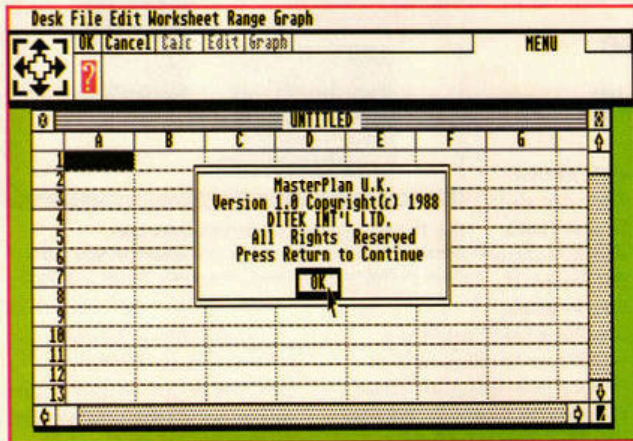 Desk File Edit Worksheet Range Graph
OK Cancel Calc Edit Graph MENU
?
UNTITLED
A B C D E F G
1
2
3
4
5
6
7
8
9
10
11
12
13
MasterPlan U.K.
Version 1.0 Copyright(c) 1988
DITEK INT'L LTD.
All Rights Reserved
Press Return to Continue
OK